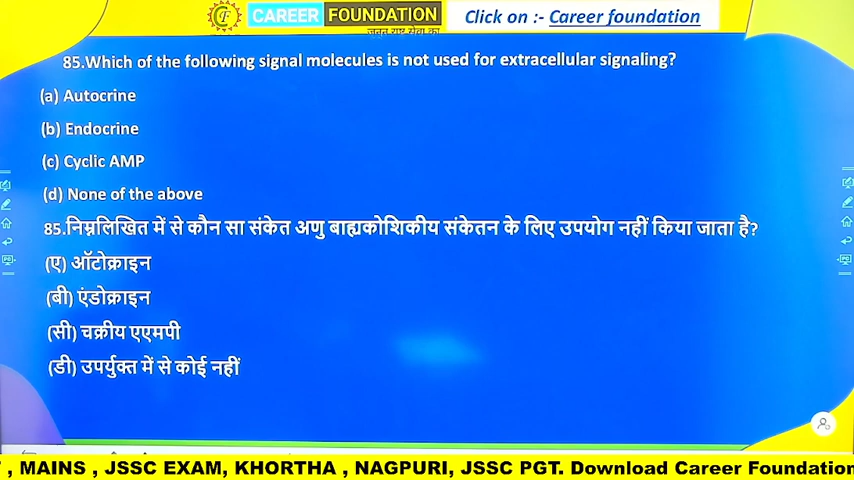 CAREER FOUNDATION
जनन राष्ट्र सेवा का
Click on :- Career foundation
85.Which of the following signal molecules is not used for extracellular signaling?
(a) Autocrine
(b) Endocrine
(c) Cyclic AMP
(d) None of the above
85.निम्नलिखित में से कौन सा संकेत अणु बाह्यकोशिकीय संकेतन के लिए उपयोग नहीं किया जाता है?
(ए) ऑटोक्राइन
(बी) एंडोक्राइन
(सी) चक्रीय एएमपी
(डी) उपर्युक्त में से कोई नहीं
, MAINS , JSSC EXAM, KHORTHA , NAGPURI, JSSC PGT. Download Career Foundation